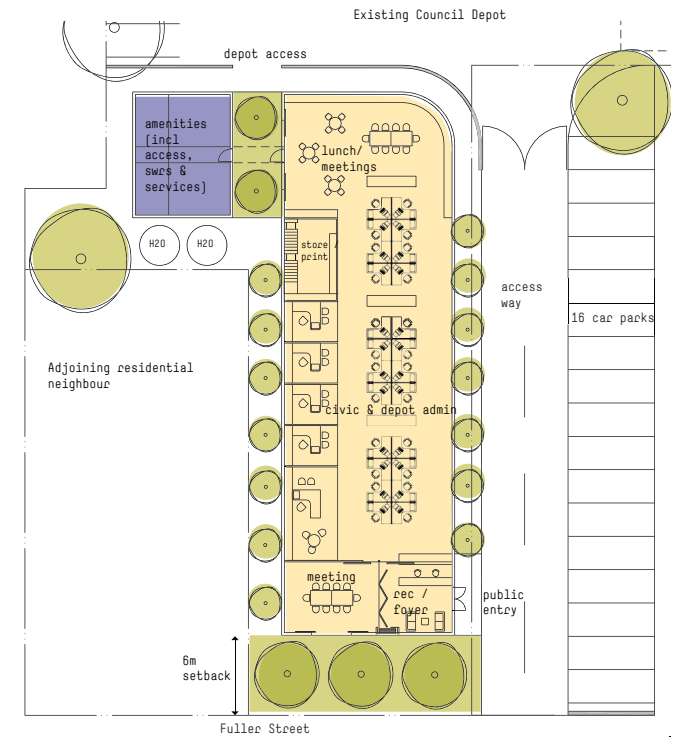 Existing Council Depot
depot access
amenities
(incl
access,
swrs &
services)
lunch/
meetings
H2O
H2O
store /
print
access
way
16 car parks
Adjoining residential
neighbour
civic & depot admin
meeting
rec /
foyer
public
entry
6m
setback
Fuller Street